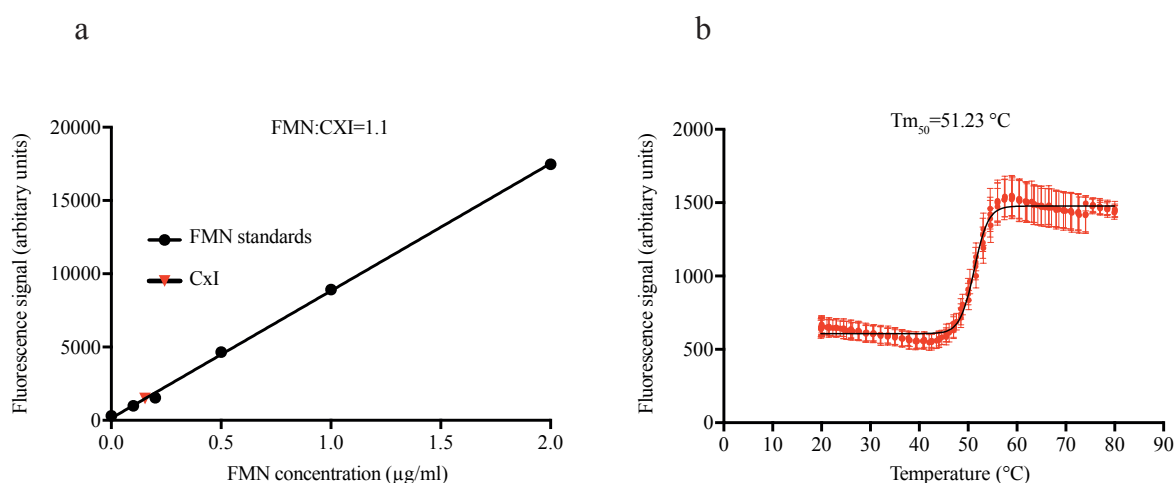 a
FMN:CXI=1.1
Fluorescence signal (arbitary units)
20000
15000
10000
5000
0
FMN standards
CxI
0.0 0.5 1.0 1.5 2.0
FMN concentration (µg/ml)
b
Tm50=51.23 °C
Fluorescence signal (arbitary units)
2000
1500
1000
500
0
0 10 20 30 40 50 60 70 80 90
Temperature (°C)